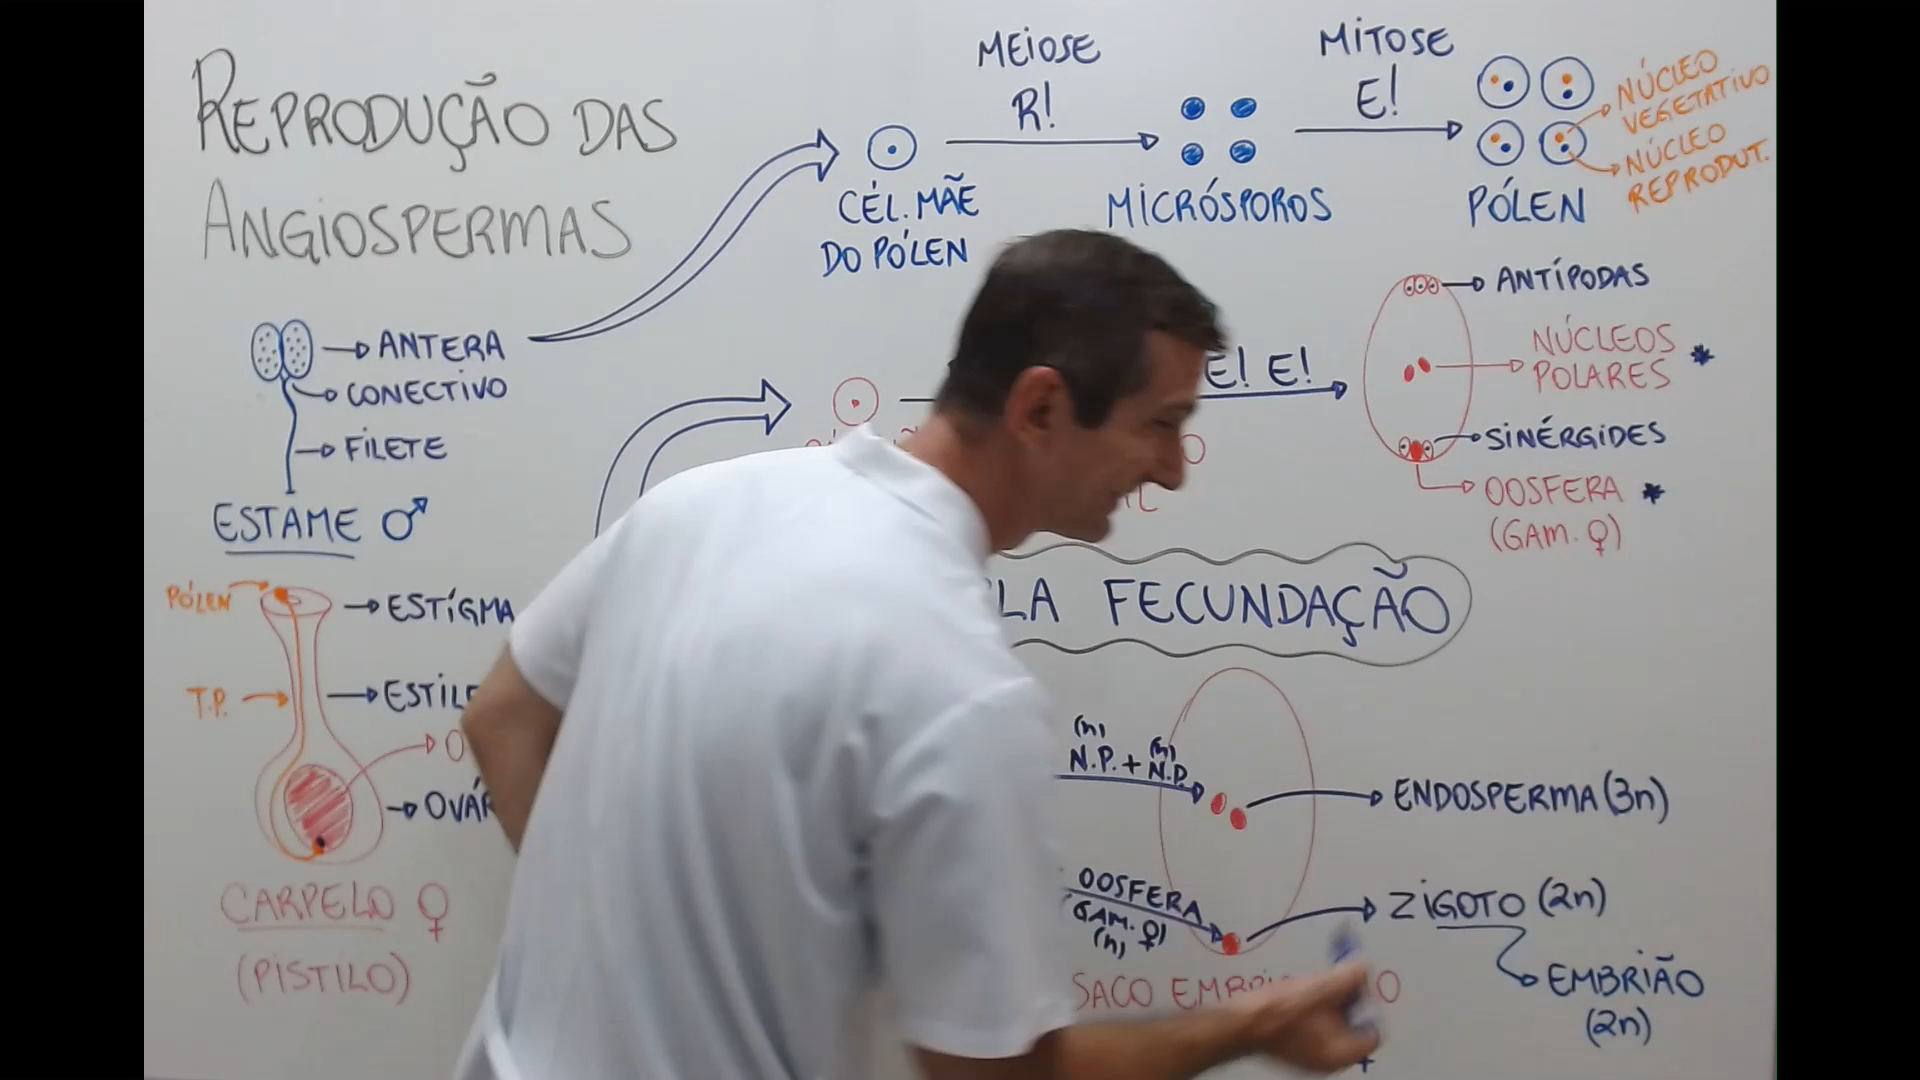 REPRODUÇÃO DAS
ANGIOSPERMAS
MEIOSE
R!
MITOSE
E!
CÉL. MÃE
DO PÓLEN
MICRÓSPOROS
PÓLEN
NÚCLEO
VEGETATIVO
NÚCLEO
REPRODUT.
ANTERA
CONECTIVO
FILETE
ESTAME ♂
E! E!
ANTÍPODAS
NÚCLEOS
POLARES *
SINÉRGIDES
OOSFERA *
(GAM. ♀)
PÓLEN
ESTÍGMA
T.P.
CARPELO ♀
(PISTILO)
FECUNDAÇÃO
(n) (n)
N.P. + N.P.
ENDOSPERMA (3n)
OOSFERA
(GAM. ♀)
(n)
ZIGOTO (2n)
EMBRIÃO
(2n)
SACO